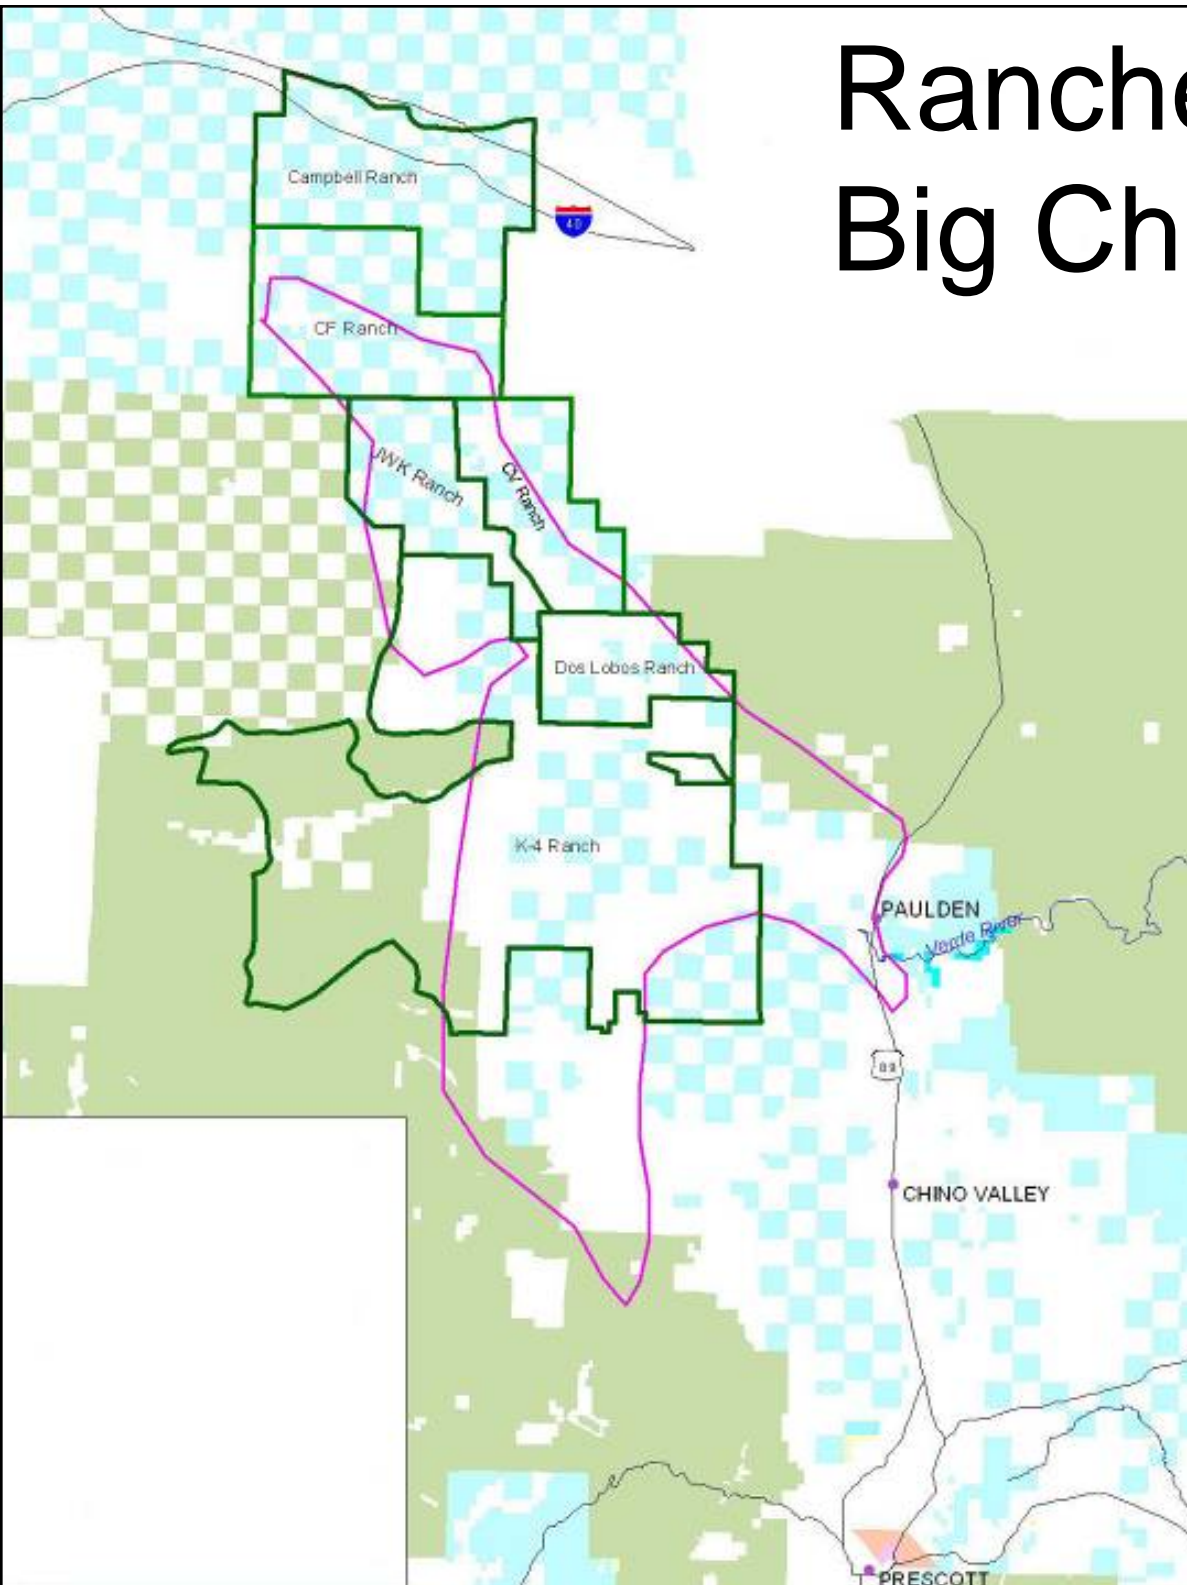 Ranche
Big Ch
Campbell Ranch
40
CF Ranch
JWK Ranch
CV Ranch
Dos Lobos Ranch
K-4 Ranch
PAULDEN
Verde River
89
CHINO VALLEY
PRESCOTT